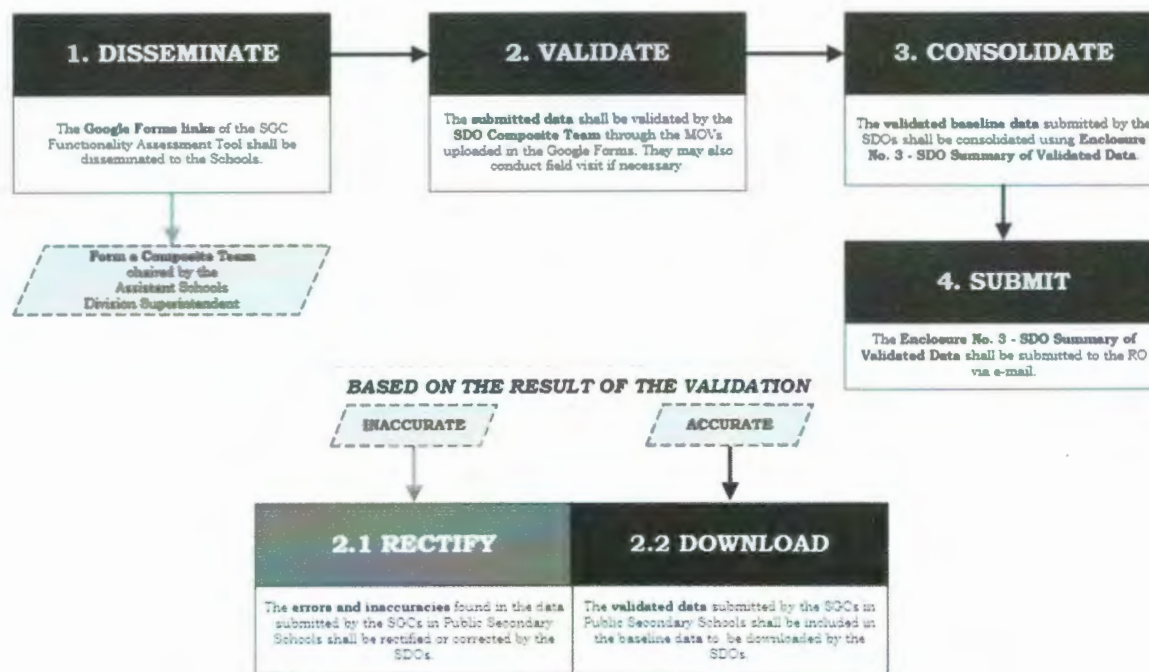 1. DISSEMINATE
The Google Forms links of the SGC
Functionality Assessment Tool shall be
disseminated to the Schools.
Form a Composite Team
chaired by the
Assistant Schools
Division Superintendent
2. VALIDATE
The submitted data shall be validated by the
SDO Composite Team through the MOVs
uploaded in the Google Forms. They may also
conduct field visit if necessary
3. CONSOLIDATE
The validated baseline data submitted by the
SDOs shall be consolidated using Enclosure
No. 3 - SDO Summary of Validated Data.
4. SUBMIT
The Enclosure No. 3 - SDO Summary of
Validated Data shall be submitted to the RO
via e-mail.
BASED ON THE RESULT OF THE VALIDATION
INACCURATE
ACCURATE
2.1 RECTIFY
The errors and inaccuracies found in the data
submitted by the SGCs in Public Secondary
Schools shall be rectified or corrected by the
SDOs.
2.2 DOWNLOAD
The validated data submitted by the SGCs in
Public Secondary Schools shall be included in
the baseline data to be downloaded by the
SDOs.